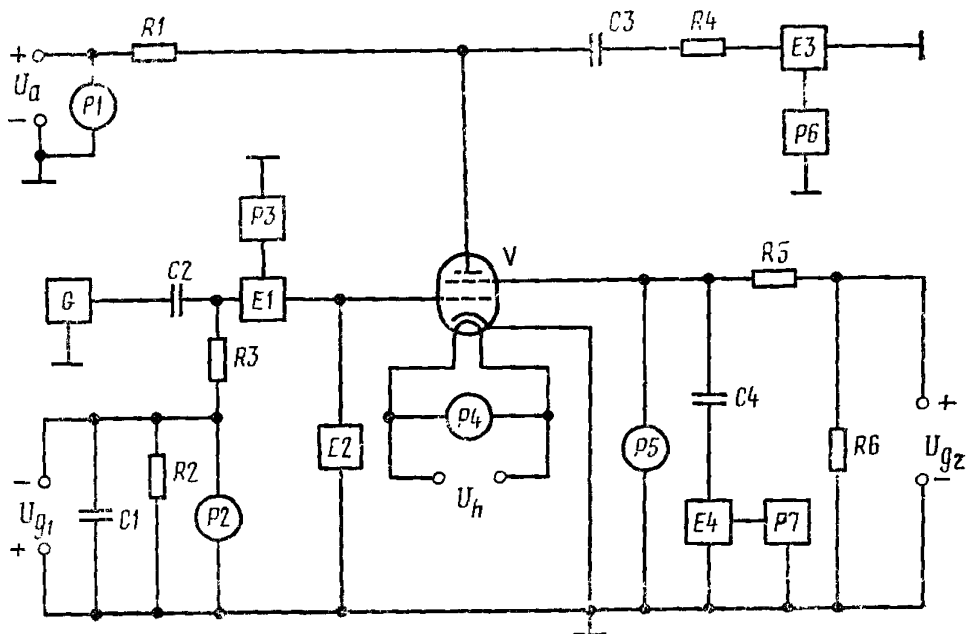 R1
C3
R4
E3
+
Ua
-
P1
P6
P3
V
C2
R5
G
E1
R3
P4
C4
+
E2
P5
R6
Ug2
-
-
R2
Uh
Ug1
C1
P2
E4
P7
+